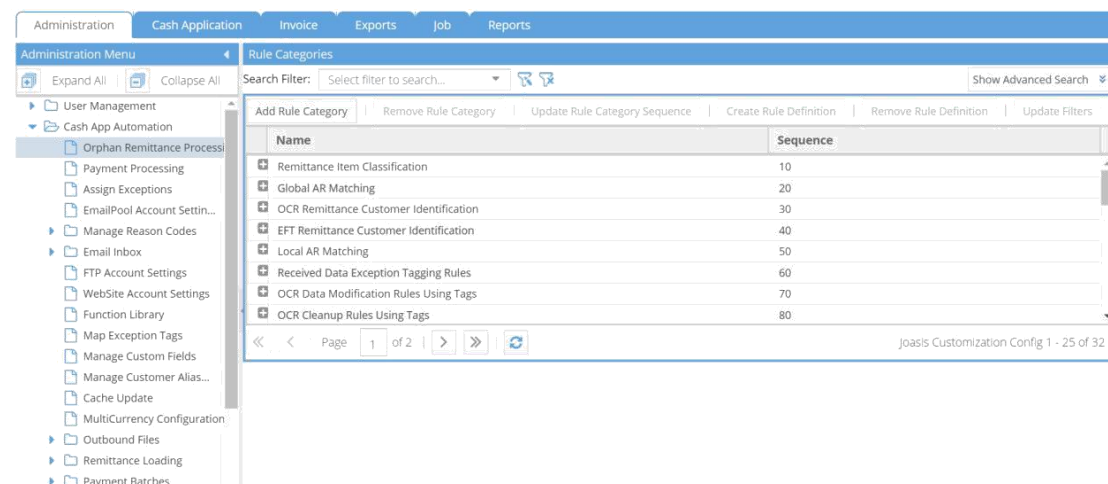 Administration Cash Application Invoice Exports Job Reports
Administration Menu
Expand All Collapse All
User Management
Cash App Automation
Orphan Remittance Processi
Payment Processing
Assign Exceptions
EmailPool Account Settin...
Manage Reason Codes
Email Inbox
FTP Account Settings
WebSite Account Settings
Function Library
Map Exception Tags
Manage Custom Fields
Manage Customer Alias...
Cache Update
MultiCurrency Configuration
Outbound Files
Remittance Loading
Payment Batches
Rule Categories
Search Filter: Select filter to search... Show Advanced Search
Add Rule Category Remove Rule Category Update Rule Category Sequence Create Rule Definition Remove Rule Definition Update Filters
Name Sequence
Remittance Item Classification 10
Global AR Matching 20
OCR Remittance Customer Identification 30
EFT Remittance Customer Identification 40
Local AR Matching 50
Received Data Exception Tagging Rules 60
OCR Data Modification Rules Using Tags 70
OCR Cleanup Rules Using Tags 80
Page 1 of 2 Joasis Customization Config 1 - 25 of 32